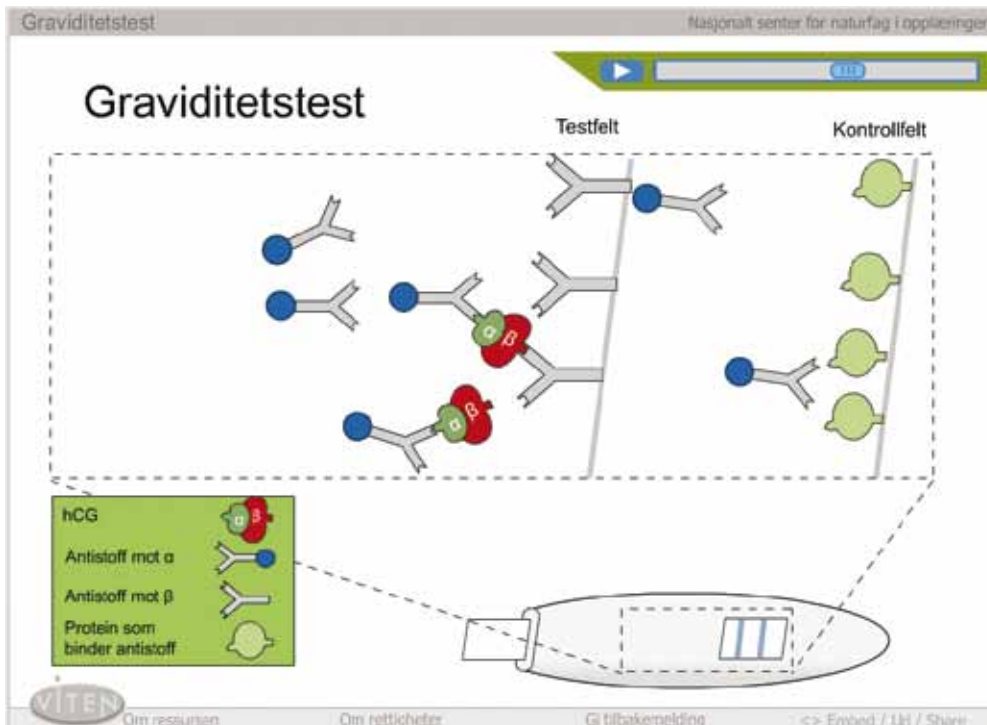 Graviditetstest
Nasjonalt senter for naturfag i opplæringen
Graviditetstest
Testfelt
Kontrollfelt
α
β
α
β
hCG
α
β
Antistoff mot α
Antistoff mot β
Protein som
binder antistoff
VITEN
Om ressursen
Om rettigheter
Gi tilbakemelding
<> Embed / Url / Share